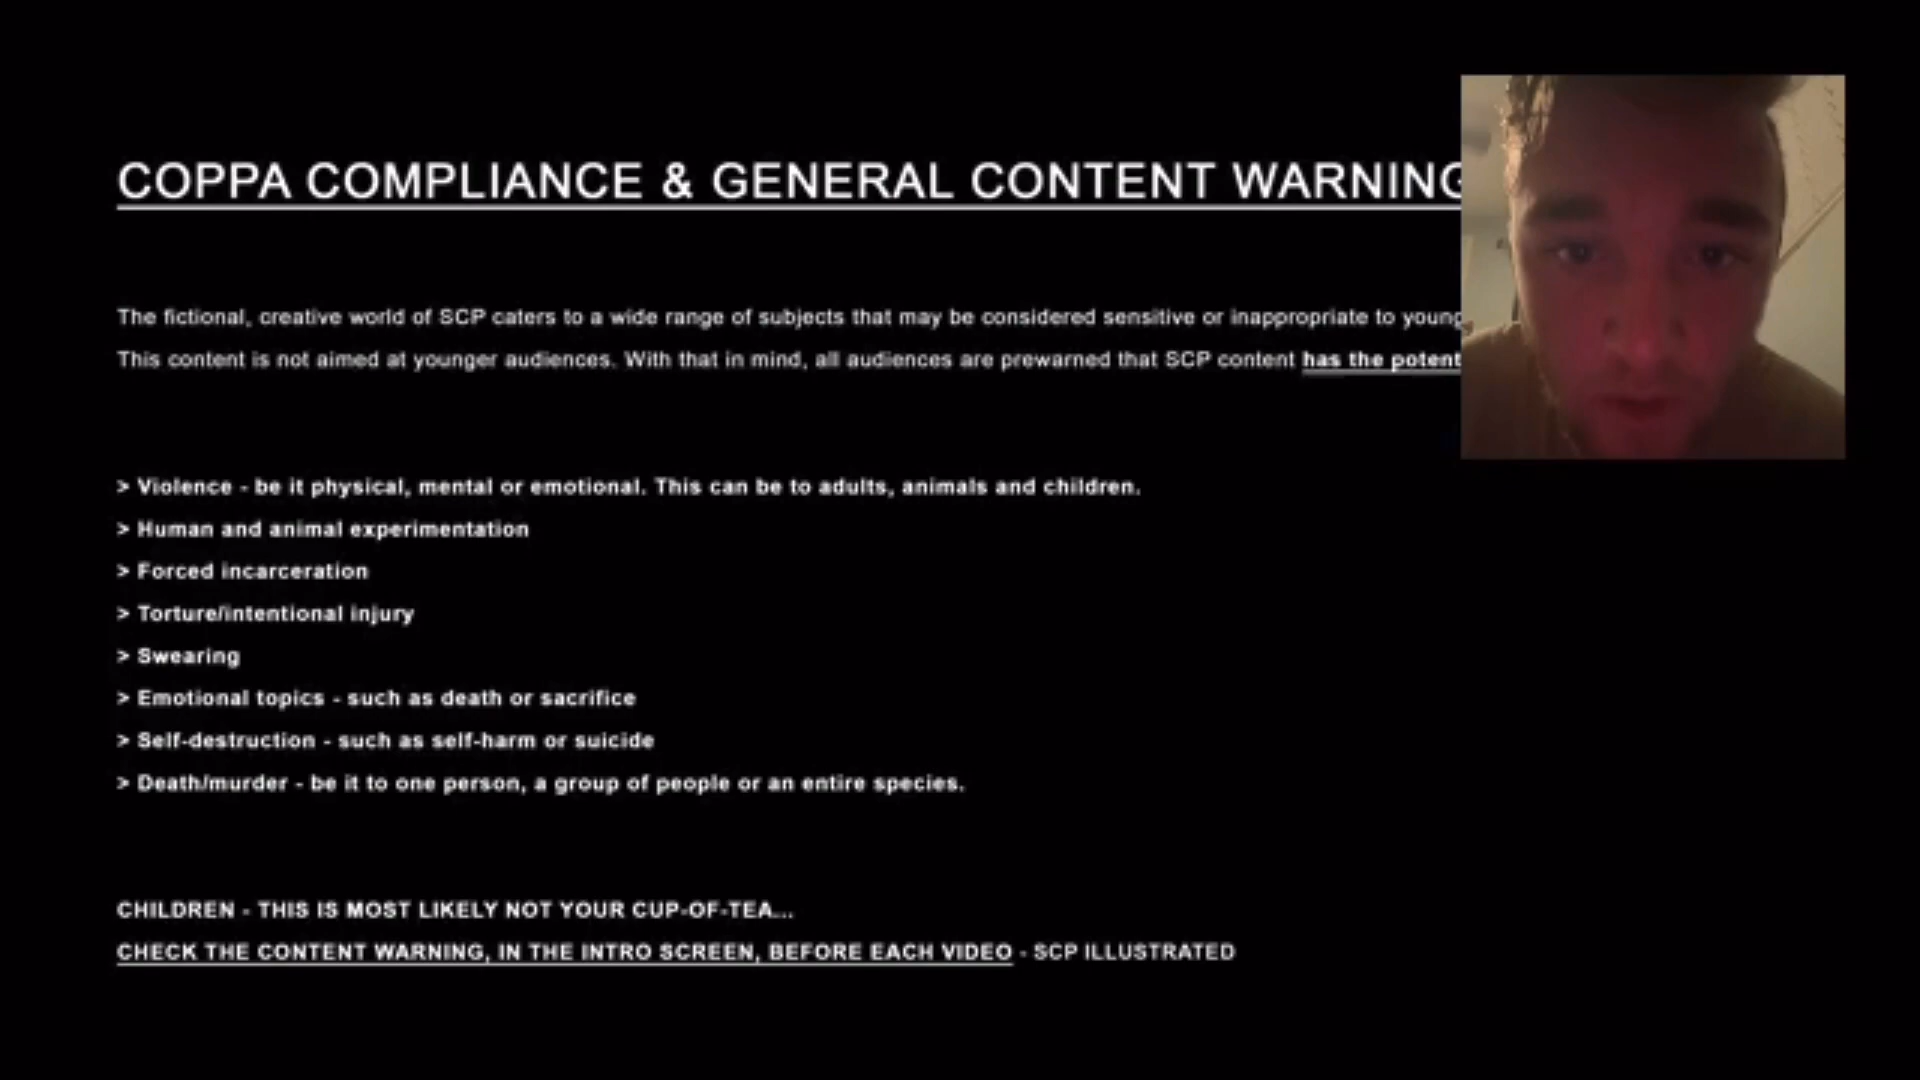 COPPA COMPLIANCE & GENERAL CONTENT WARNING
The fictional, creative world of SCP caters to a wide range of subjects that may be considered sensitive or inappropriate to young
This content is not aimed at younger audiences. With that in mind, all audiences are prewarned that SCP content has the potent
> Violence - be it physical, mental or emotional. This can be to adults, animals and children.
> Human and animal experimentation
> Forced incarceration
> Torture/intentional injury
> Swearing
> Emotional topics - such as death or sacrifice
> Self-destruction - such as self-harm or suicide
> Death/murder - be it to one person, a group of people or an entire species.
CHILDREN - THIS IS MOST LIKELY NOT YOUR CUP-OF-TEA...
CHECK THE CONTENT WARNING, IN THE INTRO SCREEN, BEFORE EACH VIDEO - SCP ILLUSTRATED